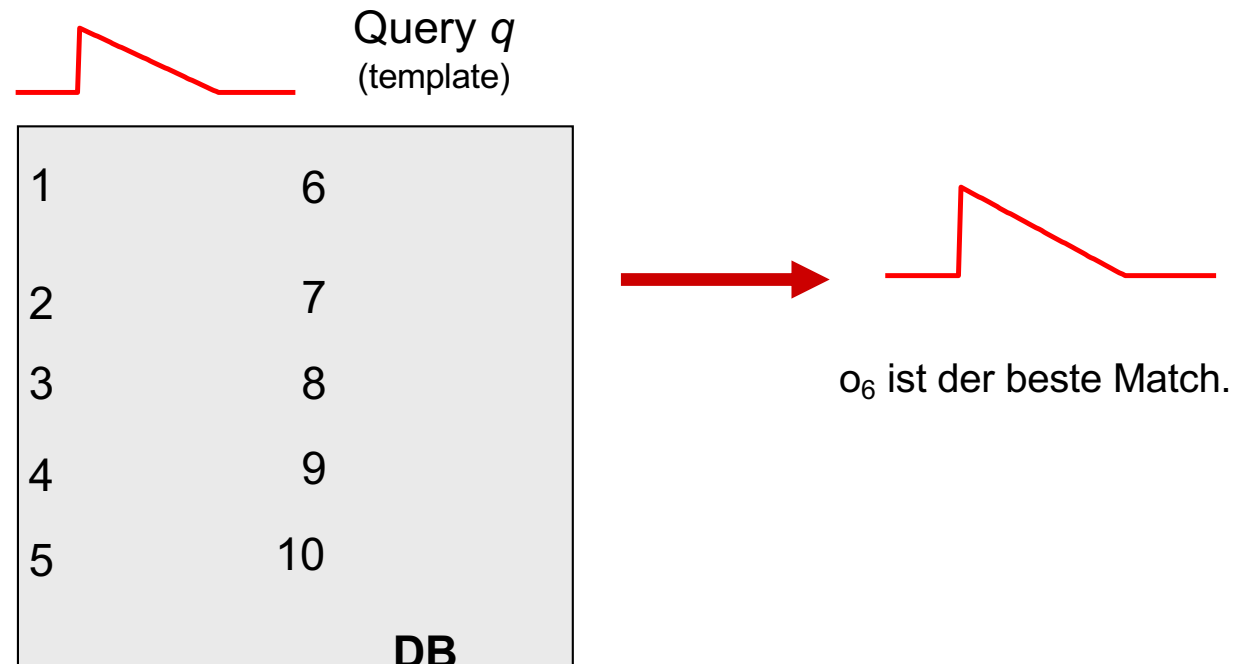 Query q
(template)
1 6
2 7
3 8
4 9
5 10
DB
o₆ ist der beste Match.